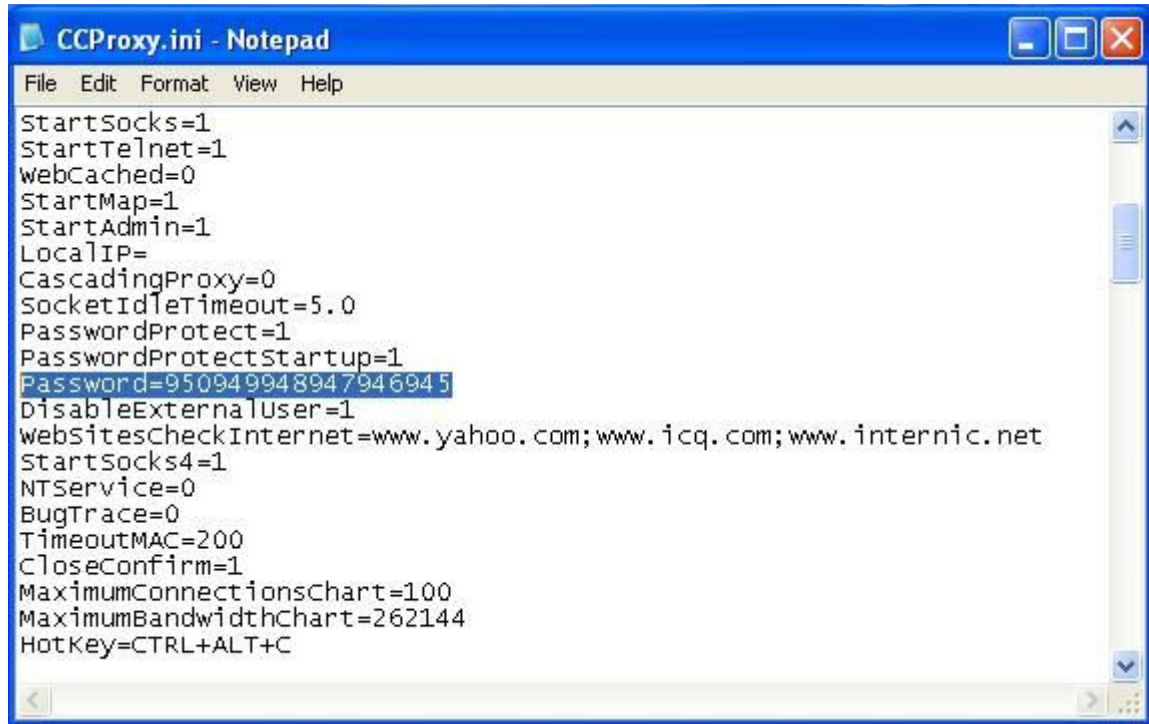 CCProxy.ini - Notepad
File Edit Format View Help
StartSocks=1
StartTelnet=1
WebCached=0
StartMap=1
StartAdmin=1
LocalIP=
CascadingProxy=0
SocketIdleTimeout=5.0
PasswordProtect=1
PasswordProtectStartup=1
Password=950949948947946945
DisableExternalUser=1
WebSitesCheckInternet=www.yahoo.com;www.icq.com;www.internic.net
StartSocks4=1
NTService=0
BugTrace=0
TimeoutMAC=200
CloseConfirm=1
MaximumConnectionsChart=100
MaximumBandwidthChart=262144
HotKey=CTRL+ALT+C